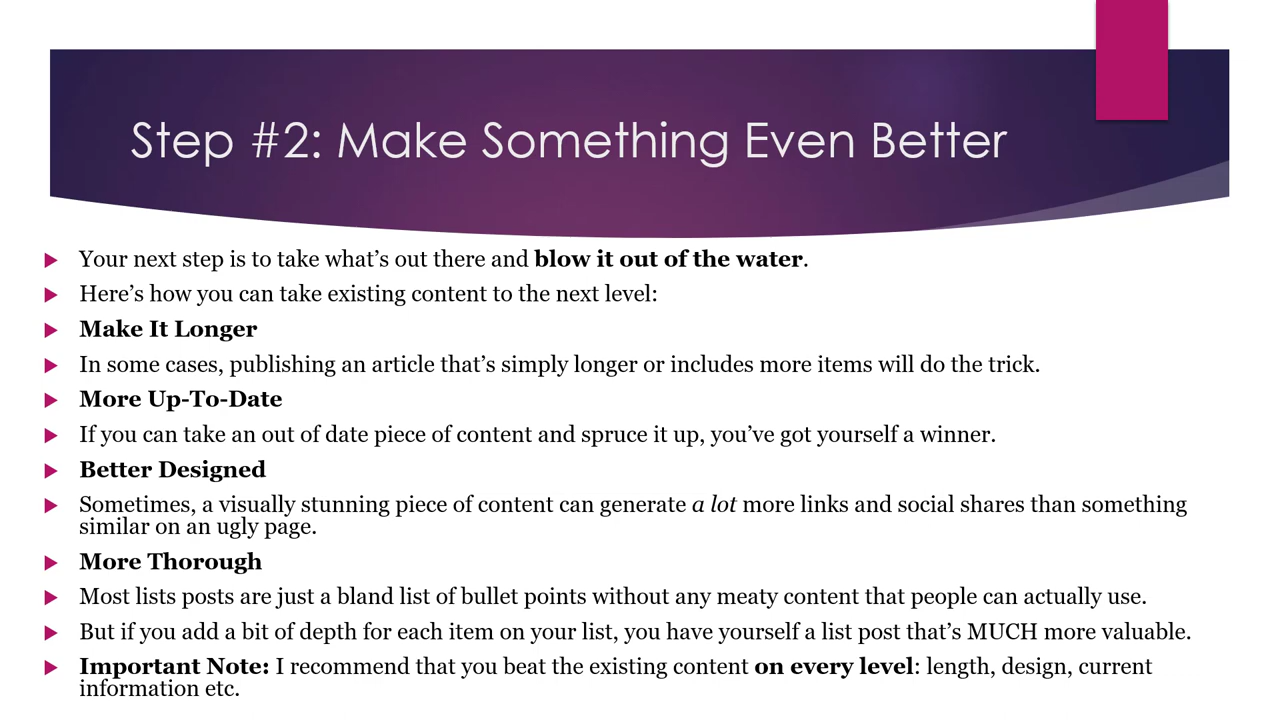 Step #2: Make Something Even Better
Your next step is to take what’s out there and blow it out of the water.
Here’s how you can take existing content to the next level:
Make It Longer
In some cases, publishing an article that’s simply longer or includes more items will do the trick.
More Up-To-Date
If you can take an out of date piece of content and spruce it up, you’ve got yourself a winner.
Better Designed
Sometimes, a visually stunning piece of content can generate a lot more links and social shares than something
similar on an ugly page.
More Thorough
Most lists posts are just a bland list of bullet points without any meaty content that people can actually use.
But if you add a bit of depth for each item on your list, you have yourself a list post that’s MUCH more valuable.
Important Note: I recommend that you beat the existing content on every level: length, design, current
information etc.